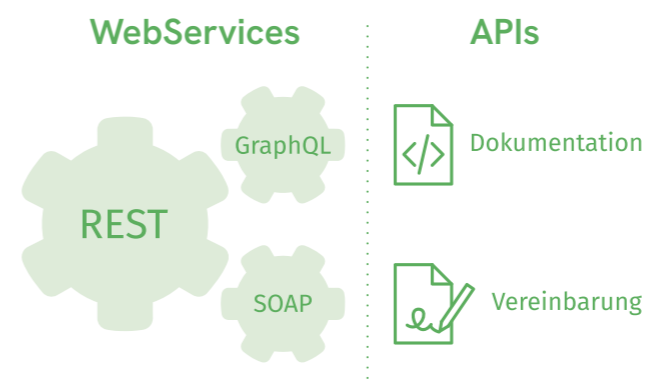 WebServices
REST
GraphQL
SOAP
APIs
</>
Dokumentation
Vereinbarung